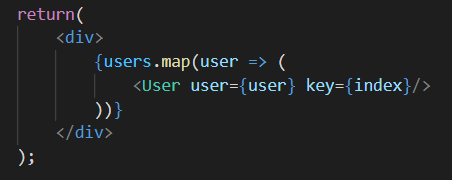 return(
<div>
{users.map(user => (
<User user={user} key={index}/>
))}
</div>
);